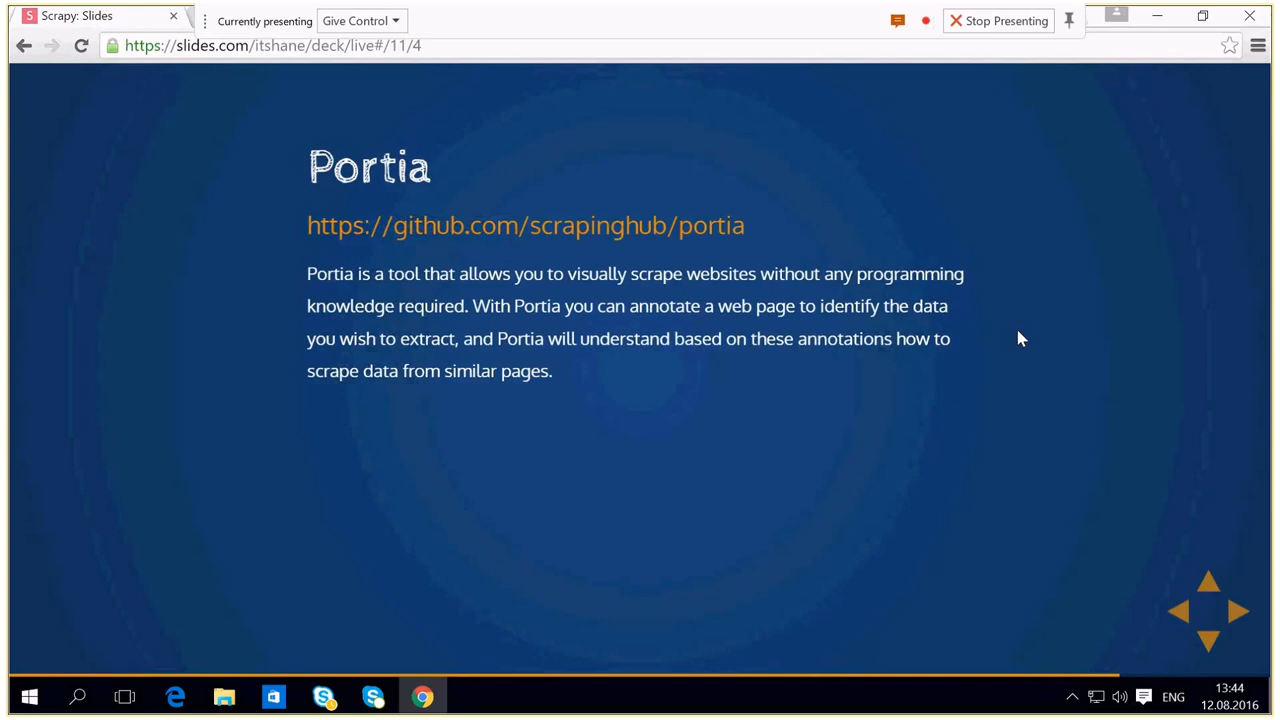 Scrapy: Slides
Currently presenting
Give Control
Stop Presenting
https://slides.com/itshane/deck/live#/11/4
Portia
https://github.com/scrapinghub/portia
Portia is a tool that allows you to visually scrape websites without any programming
knowledge required. With Portia you can annotate a web page to identify the data
you wish to extract, and Portia will understand based on these annotations how to
scrape data from similar pages.
ENG
13:44
12.08.2016